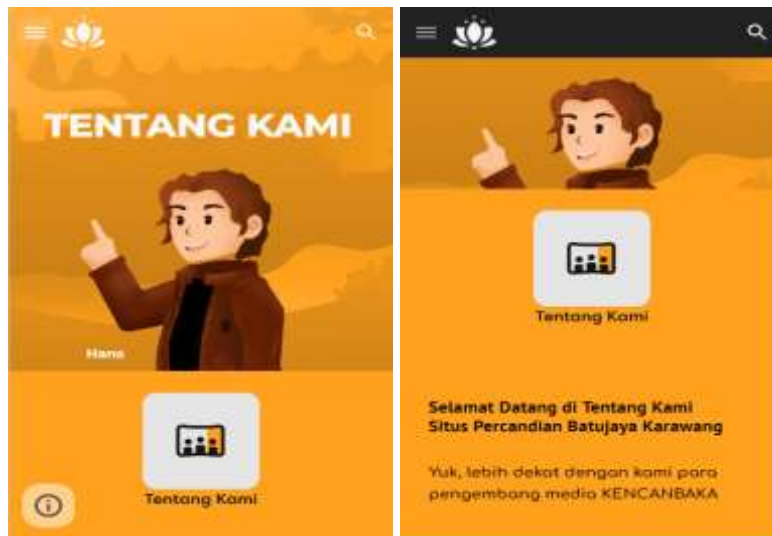 TENTANG KAMI
Hans
Tentang Kami
Tentang Kami
Selamat Datang di Tentang Kami
Situs Percandian Batujaya Karawang
Yuk, lebih dekat dengan kami para
pengembang media KENCANBAKA